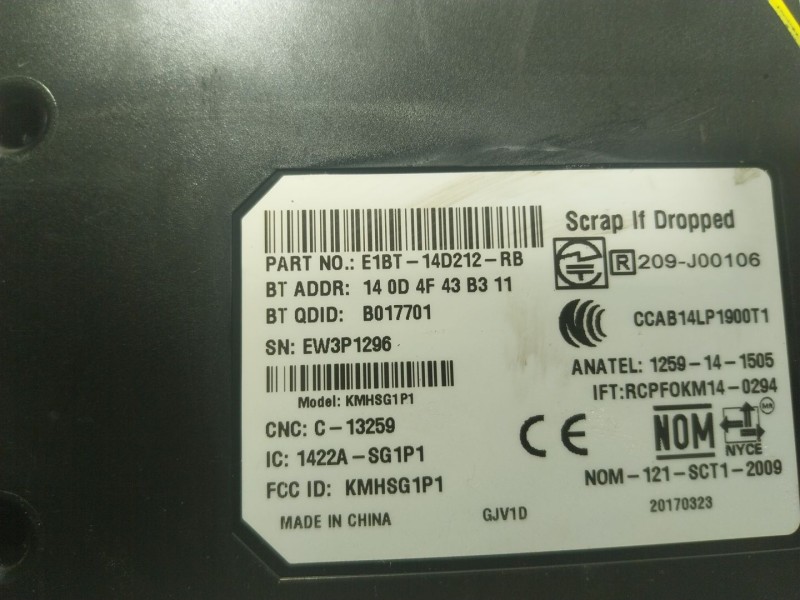 Scrap If Dropped
PART NO.: E1BT-14D212-RB
R 209-J00106
BT ADDR: 14 0D 4F 43 B3 11
BT QDID: B017701
CCAB14LP1900T1
SN: EW3P1296
ANATEL: 1259-14-1505
IFT:RCPFOKM14-0294
Model: KMHSG1P1
CNC: C-13259
CE
NOM
NYCE
IC: 1422A-SG1P1
NOM-121-SCT1-2009
FCC ID: KMHSG1P1
20170323
MADE IN CHINA
GJV1D